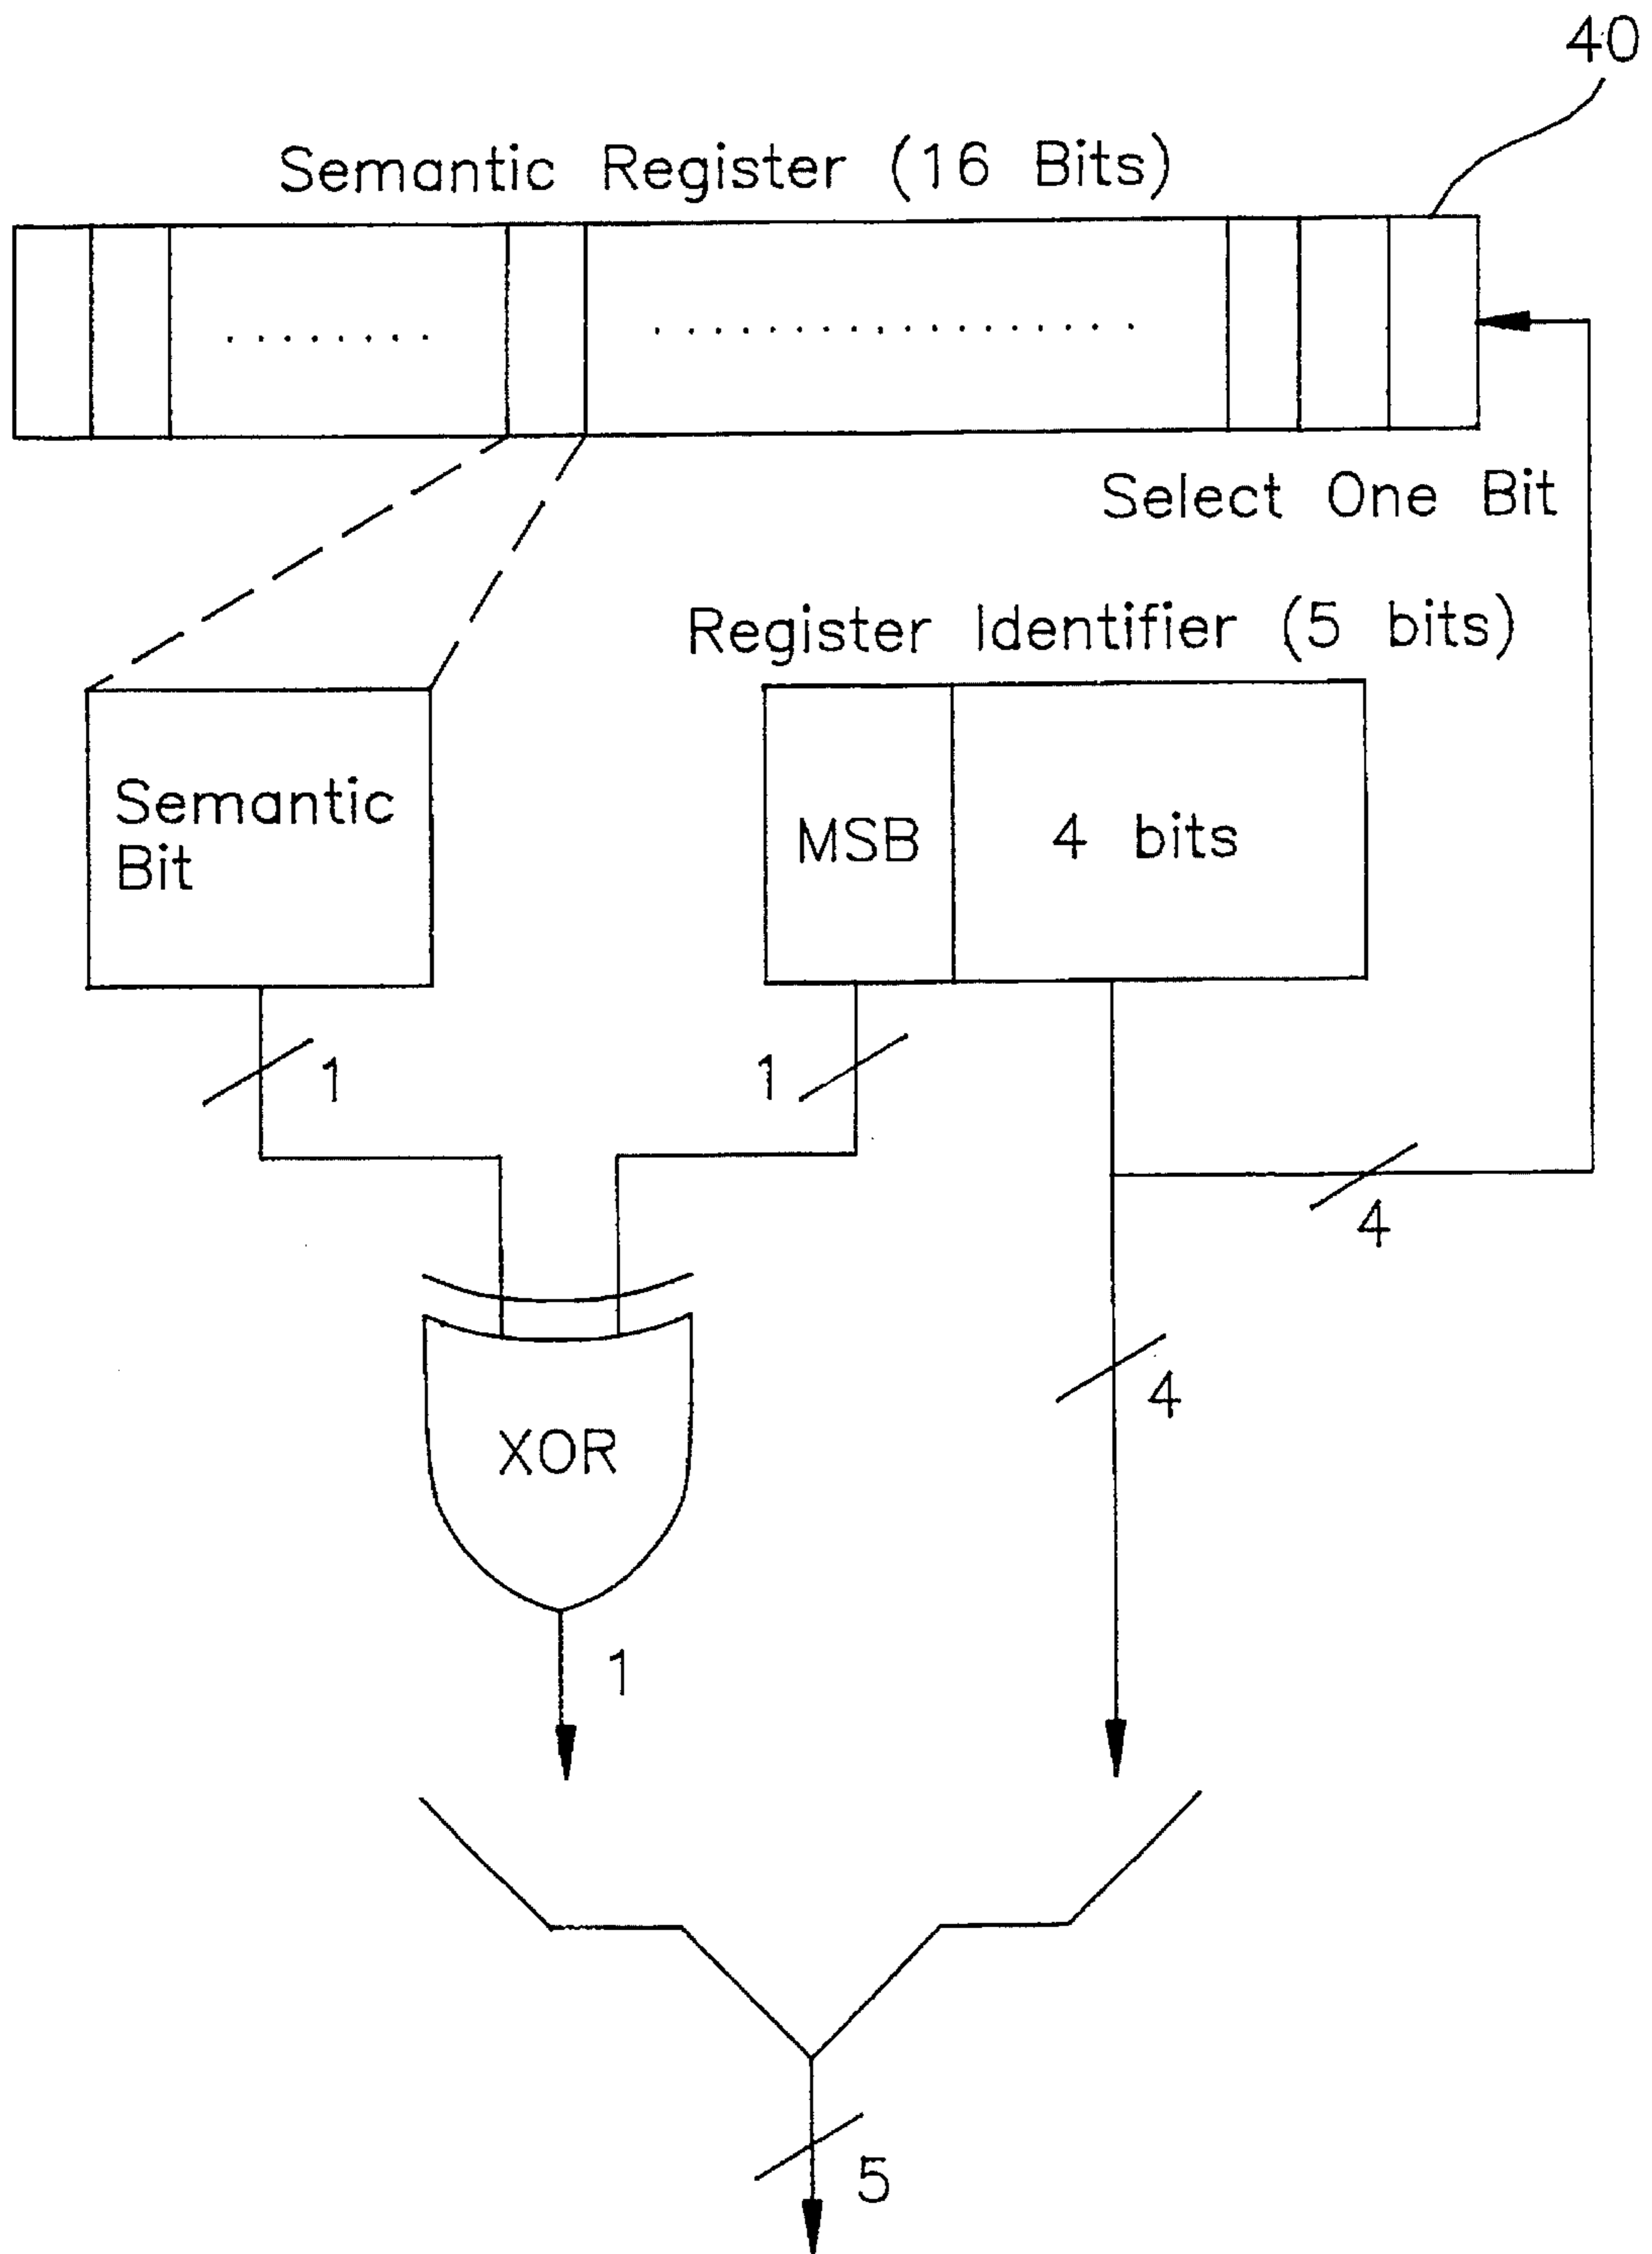 40
Semantic Register (16 Bits)
Select One Bit
Register Identifier (5 bits)
Semantic
Bit
MSB
4 bits
1
1
4
4
XOR
1
5